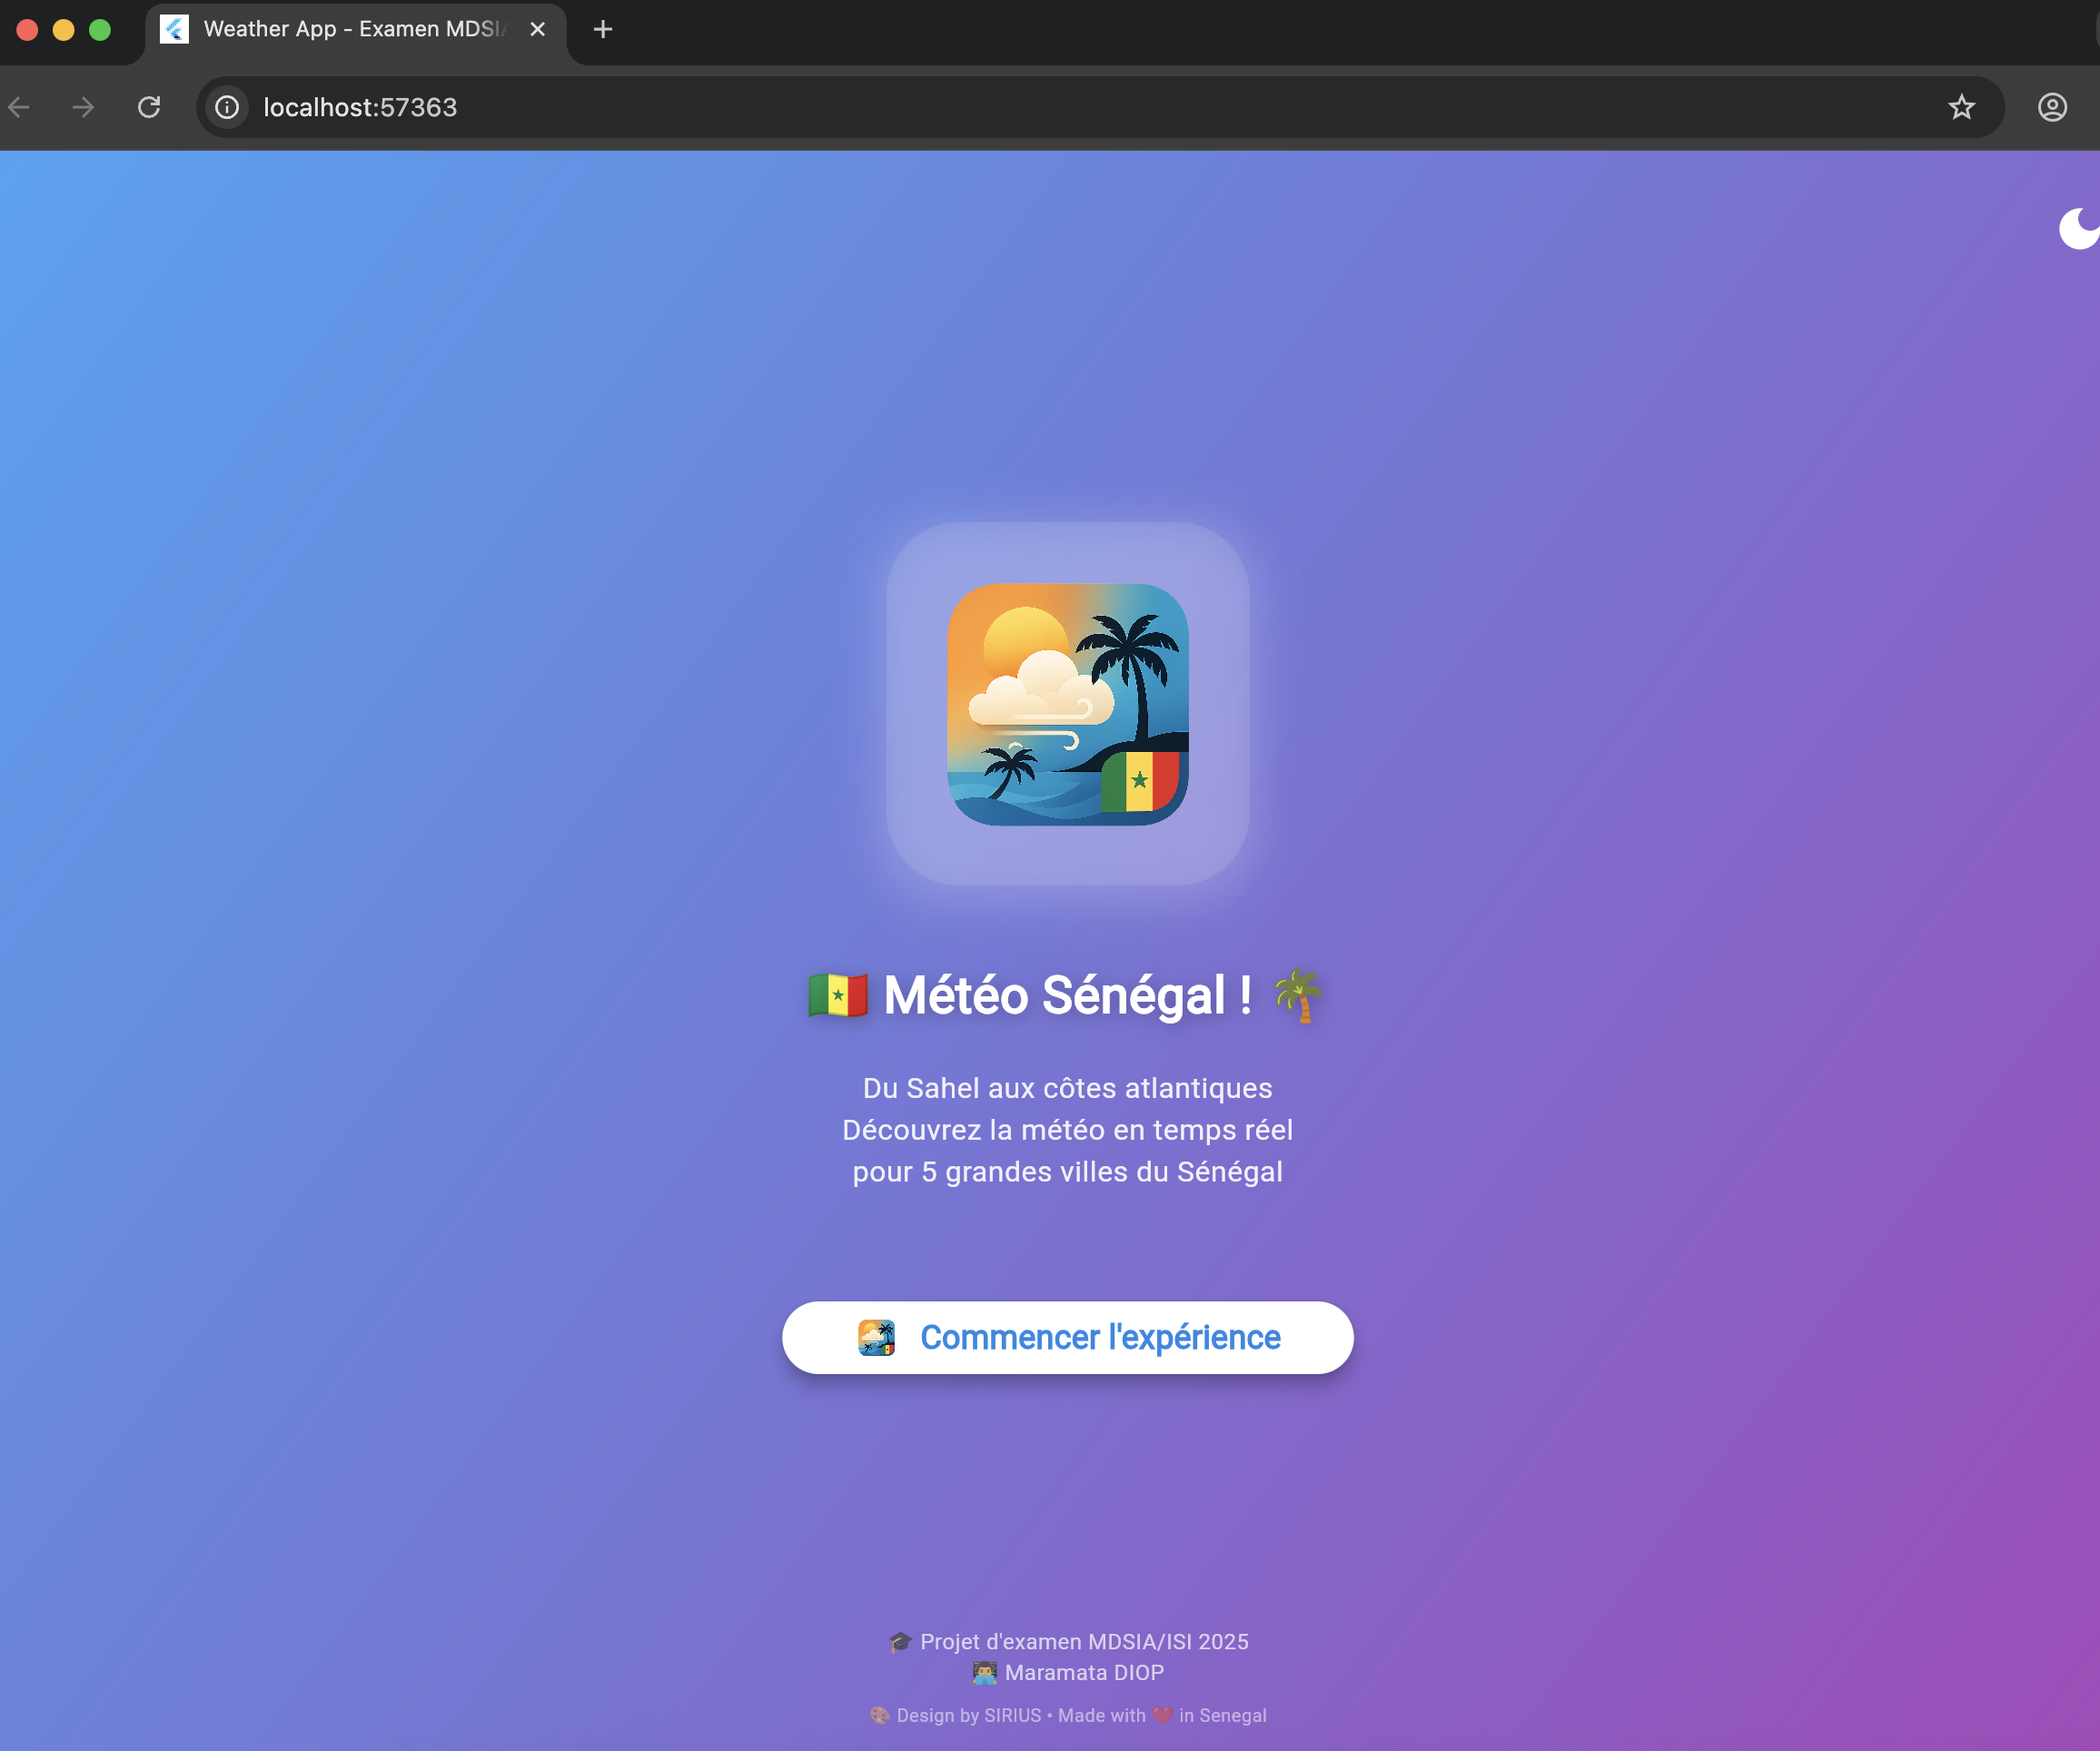 Weather App - Examen MDSI
localhost:57363
🇸🇳 Météo Sénégal ! 🌴
Du Sahel aux côtes atlantiques
Découvrez la météo en temps réel
pour 5 grandes villes du Sénégal
Commencer l'expérience
🎓 Projet d'examen MDSIA/ISI 2025
👨🏽‍💻 Maramata DIOP
🎨 Design by SIRIUS • Made with ❤️ in Senegal